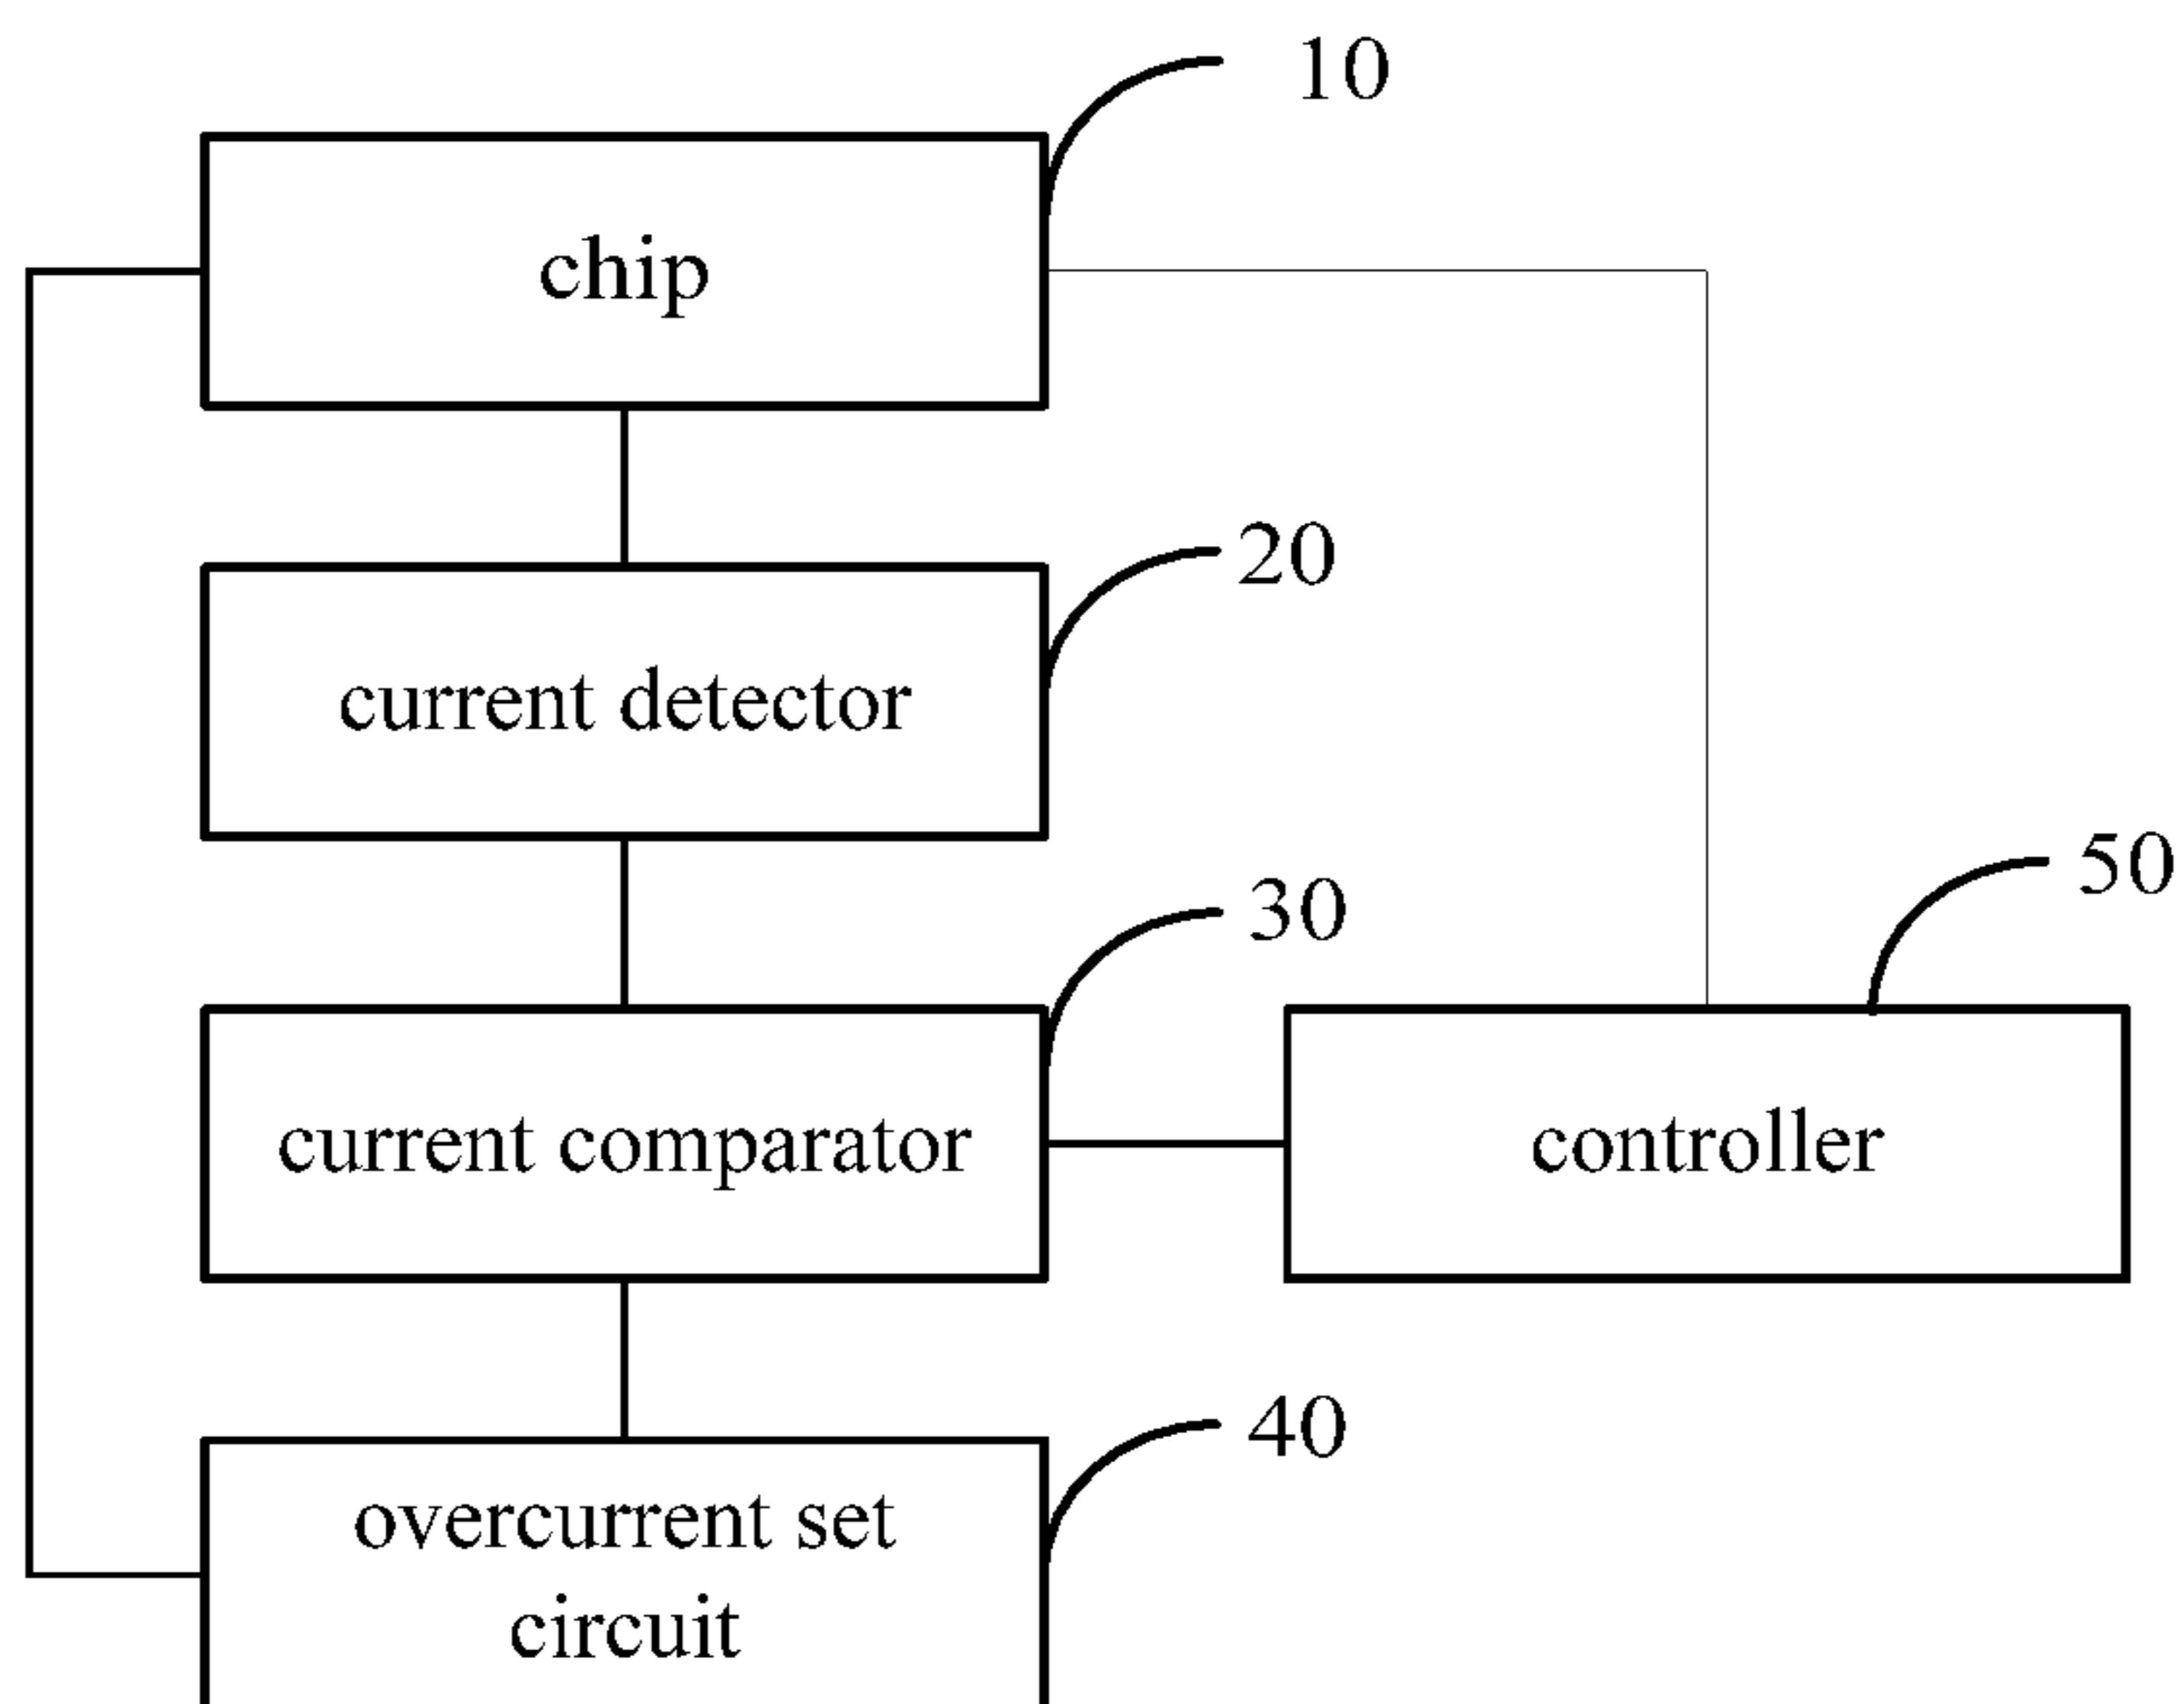 10
chip
20
current detector
30
50
current comparator
controller
40
overcurrent set
circuit